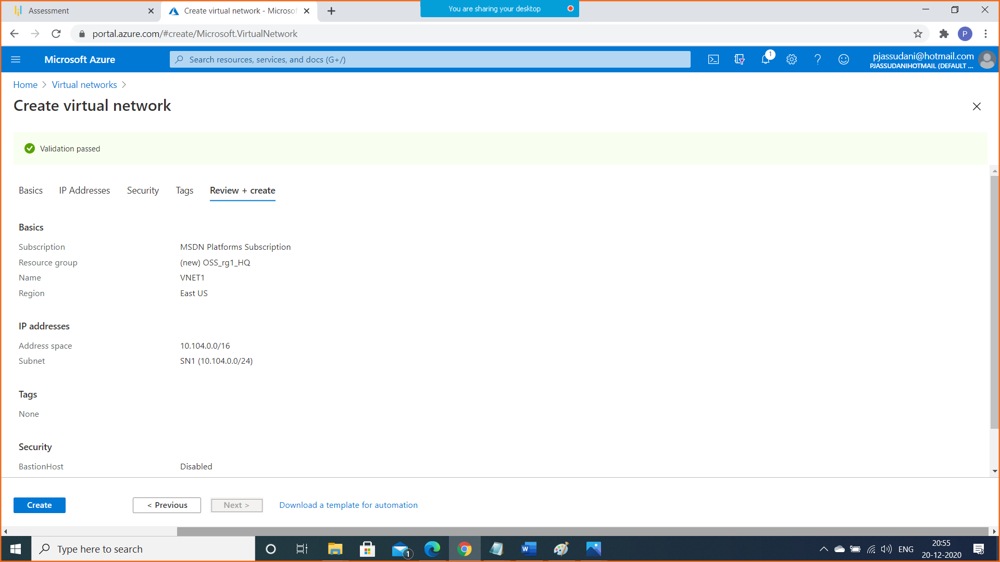 Assessment
Create virtual network - Microsof
You are sharing your desktop
portal.azure.com/#create/Microsoft.VirtualNetwork
P
Microsoft Azure
Search resources, services, and docs (G+/)
1
pjassudani@hotmail.com
PJASSUDANIHOTMAIL (DEFAULT ...
Home > Virtual networks >
Create virtual network
Validation passed
Basics
IP Addresses
Security
Tags
Review + create
Basics
Subscription MSDN Platforms Subscription
Resource group (new) OSS_rg1_HQ
Name VNET1
Region East US
IP addresses
Address space 10.104.0.0/16
Subnet SN1 (10.104.0.0/24)
Tags
None
Security
BastionHost Disabled
Create
< Previous
Next >
Download a template for automation
Type here to search
1
W
ENG
20:55
20-12-2020